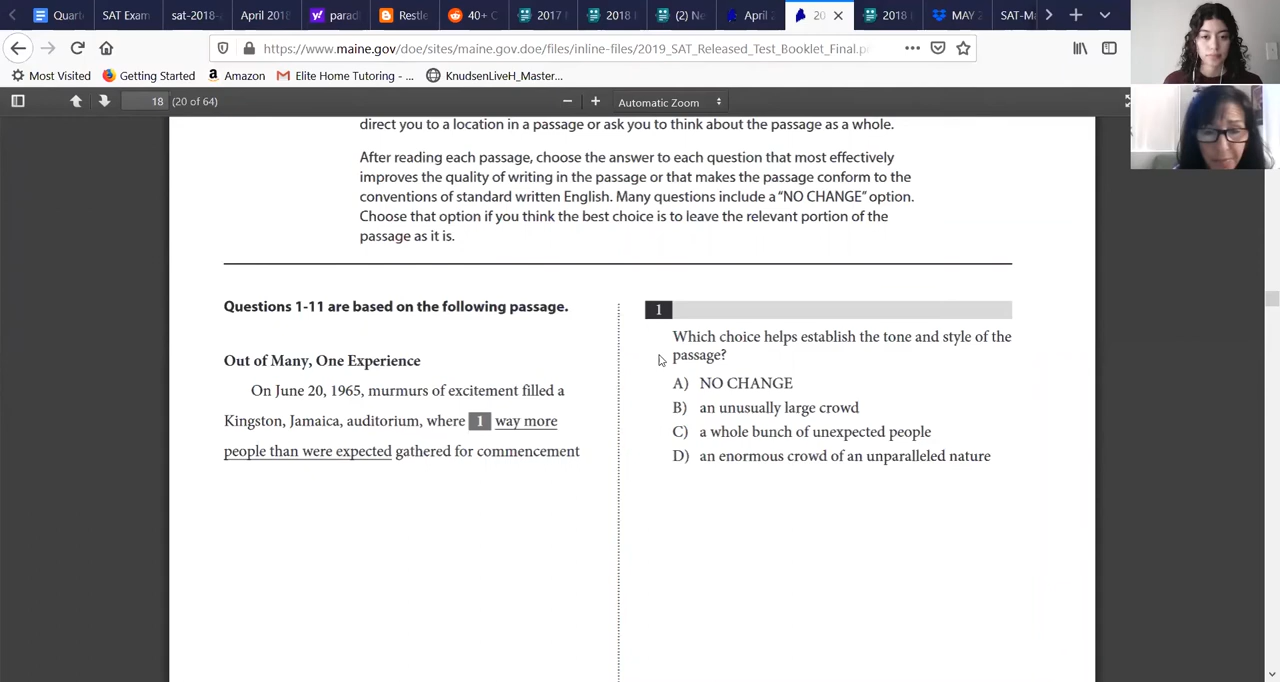 Quart
SAT Exam
sat-2018-
April 2018
parad
Restle
40+ C
2017
2018
(2) Ne
April 2
20
2018
MAY 2
SAT-Ma
https://www.maine.gov/doe/sites/maine.gov.doe/files/inline-files/2019_SAT_Released_Test_Booklet_Final.p
Most Visited
Getting Started
Amazon
Elite Home Tutoring - ...
KnudsenLiveH_Master...
18
(20 of 64)
Automatic Zoom
direct you to a location in a passage or ask you to think about the passage as a whole.
After reading each passage, choose the answer to each question that most effectively
improves the quality of writing in the passage or that makes the passage conform to the
conventions of standard written English. Many questions include a “NO CHANGE” option.
Choose that option if you think the best choice is to leave the relevant portion of the
passage as it is.
Questions 1-11 are based on the following passage.
Out of Many, One Experience
On June 20, 1965, murmurs of excitement filled a
Kingston, Jamaica, auditorium, where 1 way more
people than were expected gathered for commencement
1
Which choice helps establish the tone and style of the
passage?
A) NO CHANGE
B) an unusually large crowd
C) a whole bunch of unexpected people
D) an enormous crowd of an unparalleled nature